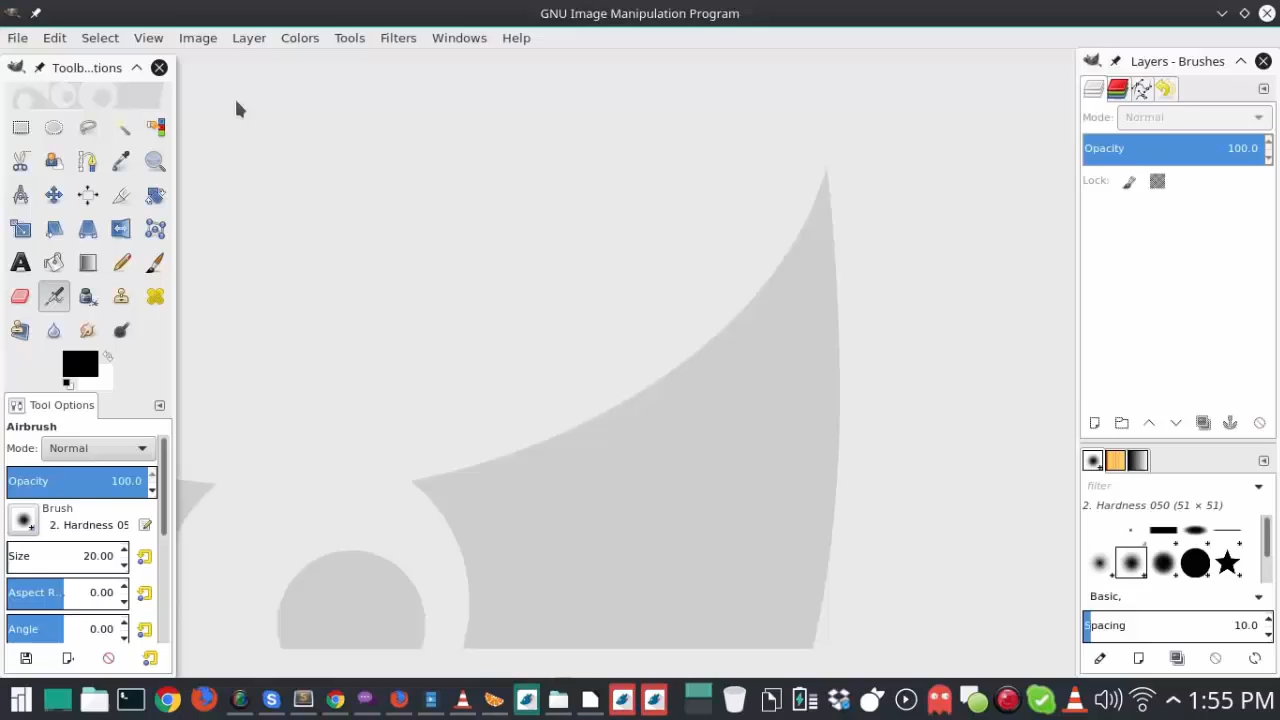 GNU Image Manipulation Program
File Edit Select View Image Layer Colors Tools Filters Windows Help
Toolb...tions
Layers - Brushes
Mode: Normal
Opacity 100.0
Lock:
Tool Options
Airbrush
Mode: Normal
Opacity 100.0
Brush
2. Hardness 05
Size 20.00
Aspect R... 0.00
Angle 0.00
filter
2. Hardness 050 (51 × 51)
Basic,
Spacing 10.0
1:55 PM